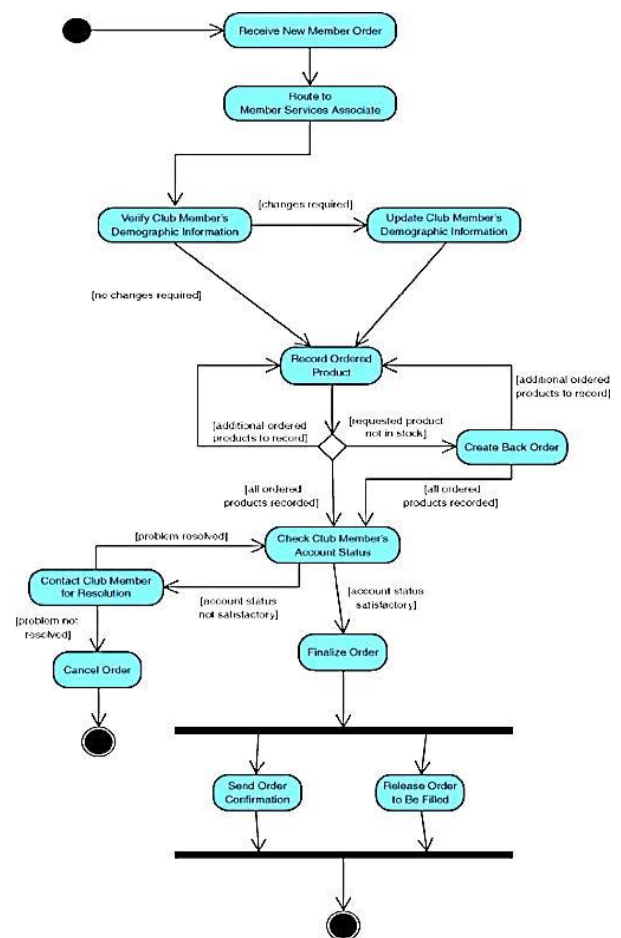 Receive New Member Order
Route to
Member Services Associate
[changes required]
Verify Club Member's
Demographic Information
Update Club Member's
Demographic Information
[no changes required]
Record Ordered
Product
[additional ordered
products to record]
[additional ordered
products to record]
[requested product
not in stock]
Create Back Order
[all ordered
products recorded]
[all ordered
products recorded]
[problem resolved]
Check Club Member's
Account Status
Contact Club Member
for Resolution
[account status
not satisfactory]
[account status
satisfactory]
[problem not
resolved]
Cancel Order
Finalize Order
Send Order
Confirmation
Release Order
to Be Filled